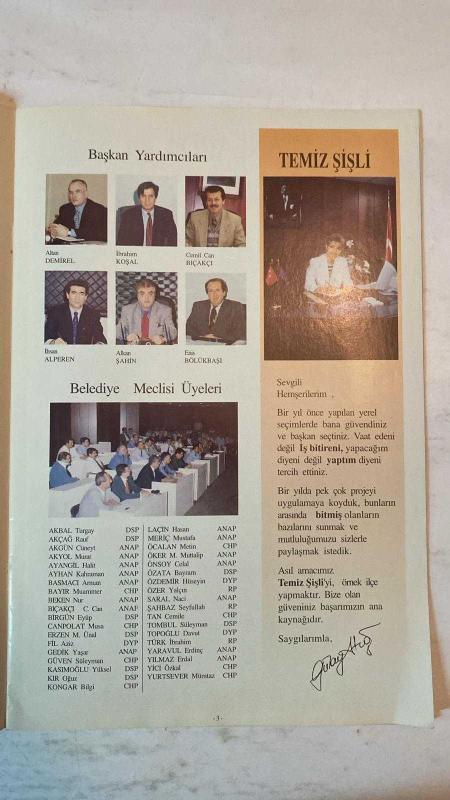 Başkan Yardımcıları
Altan
DEMİREL
İbrahim
KOŞAL
Cemil Can
BIÇAKÇI
İhsan
ALPEREN
Alkan
ŞAHİN
Enis
BÖLÜKBAŞI
Belediye Meclisi Üyeleri
AKBAL Turgay DSP
AKÇAĞ Rauf DSP
AKGÜN Cüneyt ANAP
AKYOL Murat ANAP
AYANGİL Halit ANAP
AYHAN Kahraman ANAP
BASMACI Arman ANAP
BAYIR Muammer CHP
BEKEN Nur ANAP
BIÇAKÇI C. Can ANAP
BİRGÜN Eyüp DSP
CANPOLAT Musa CHP
ERZEN M. Ünal DSP
FİL Aziz DYP
GEDİK Yaşar ANAP
GÜVEN Süleyman CHP
KASIMOĞLU Yüksel DSP
KIR Oğuz DSP
KONGAR Bilgi CHP
LAÇİN Hasan ANAP
MERİÇ Mustafa ANAP
ÖCALAN Metin CHP
ÖKER M. Muttalip ANAP
ÖNSOY Celal ANAP
ÖZATA Bayram DSP
ÖZDEMİR Hüseyin DYP
ÖZER Yalçın RP
SARAL Naci ANAP
ŞAHBAZ Seyfullah RP
TAN Cemile CHP
TOMBUL Süleyman DSP
TOPOĞLU Davut DYP
TÜRK İbrahim RP
YARAVUL Erdinç ANAP
YILMAZ Erdal ANAP
YİCİ Özkal CHP
YURTSEVER Mümtaz CHP
TEMİZ ŞİŞLİ
Sevgili
Hemşerilerim ,
Bir yıl önce yapılan yerel
seçimlerde bana güvendiniz
ve başkan seçtiniz. Vaat edeni
değil İş bitireni, yapacağım
diyeni değil yaptım diyeni
tercih ettiniz.
Bir yılda pek çok projeyi
uygulamaya koyduk, bunların
arasında bitmiş olanların
bazılarını sunmak ve
mutluluğumuzu sizlerle
paylaşmak istedik.
Asıl amacımız
Temiz Şişli'yi, örnek ilçe
yapmaktır. Bize olan
güveniniz başarımızın ana
kaynağıdır.
Saygılarımla,
- 3 -